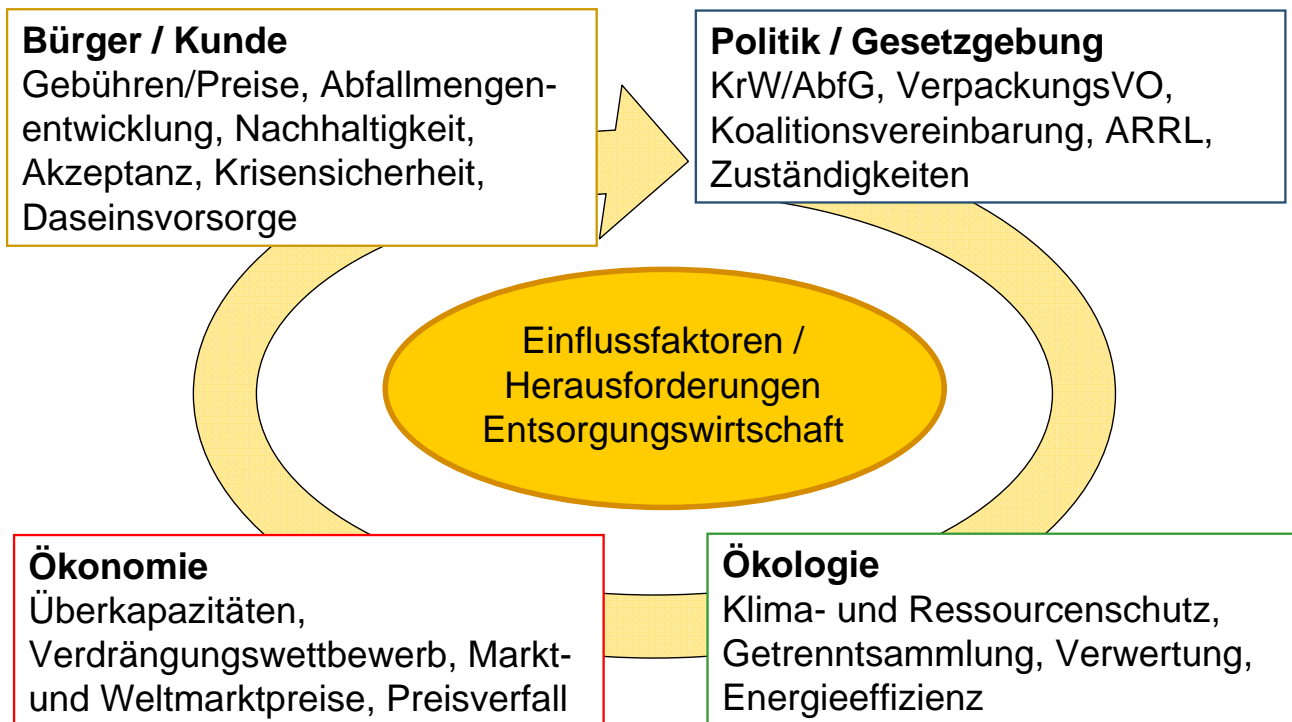 Bürger / Kunde
Gebühren/Preise, Abfallmengen-
entwicklung, Nachhaltigkeit,
Akzeptanz, Krisensicherheit,
Daseinsvorsorge
Politik / Gesetzgebung
KrW/AbfG, VerpackungsVO,
Koalitionsvereinbarung, ARRL,
Zuständigkeiten
Einflussfaktoren /
Herausforderungen
Entsorgungswirtschaft
Ökonomie
Überkapazitäten,
Verdrängungswettbewerb, Markt-
und Weltmarktpreise, Preisverfall
Ökologie
Klima- und Ressourcenschutz,
Getrenntsammlung, Verwertung,
Energieeffizienz